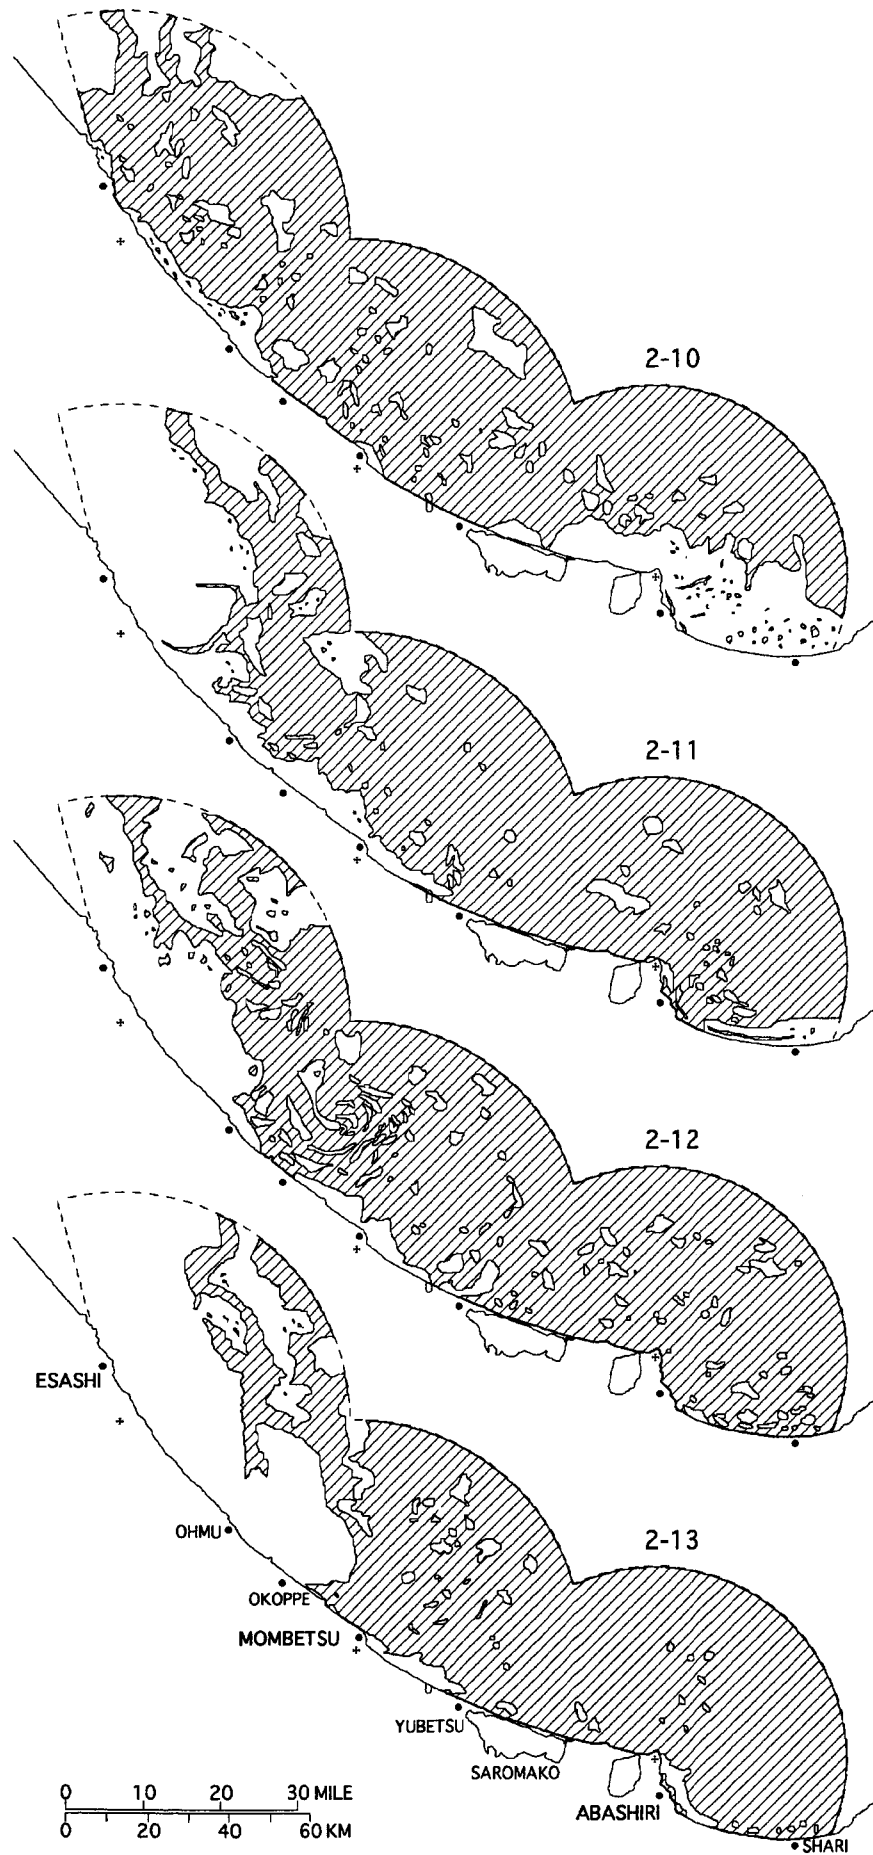 2-10
2-11
2-12
2-13
ESASHI
OHMU
OKOPPE
MOMBETSU
YUBETSU
SAROMAKO
ABASHIRI
SHARI
0 10 20 30 MILE
0 20 40 60 KM